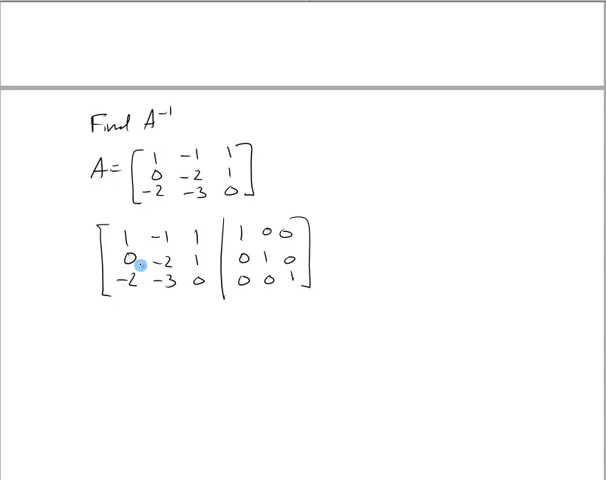 Find A⁻¹
A = [ 1 -1 1
0 -2 1
-2 -3 0 ]
[ 1 -1 1 | 1 0 0
0 -2 1 | 0 1 0
-2 -3 0 | 0 0 1 ]